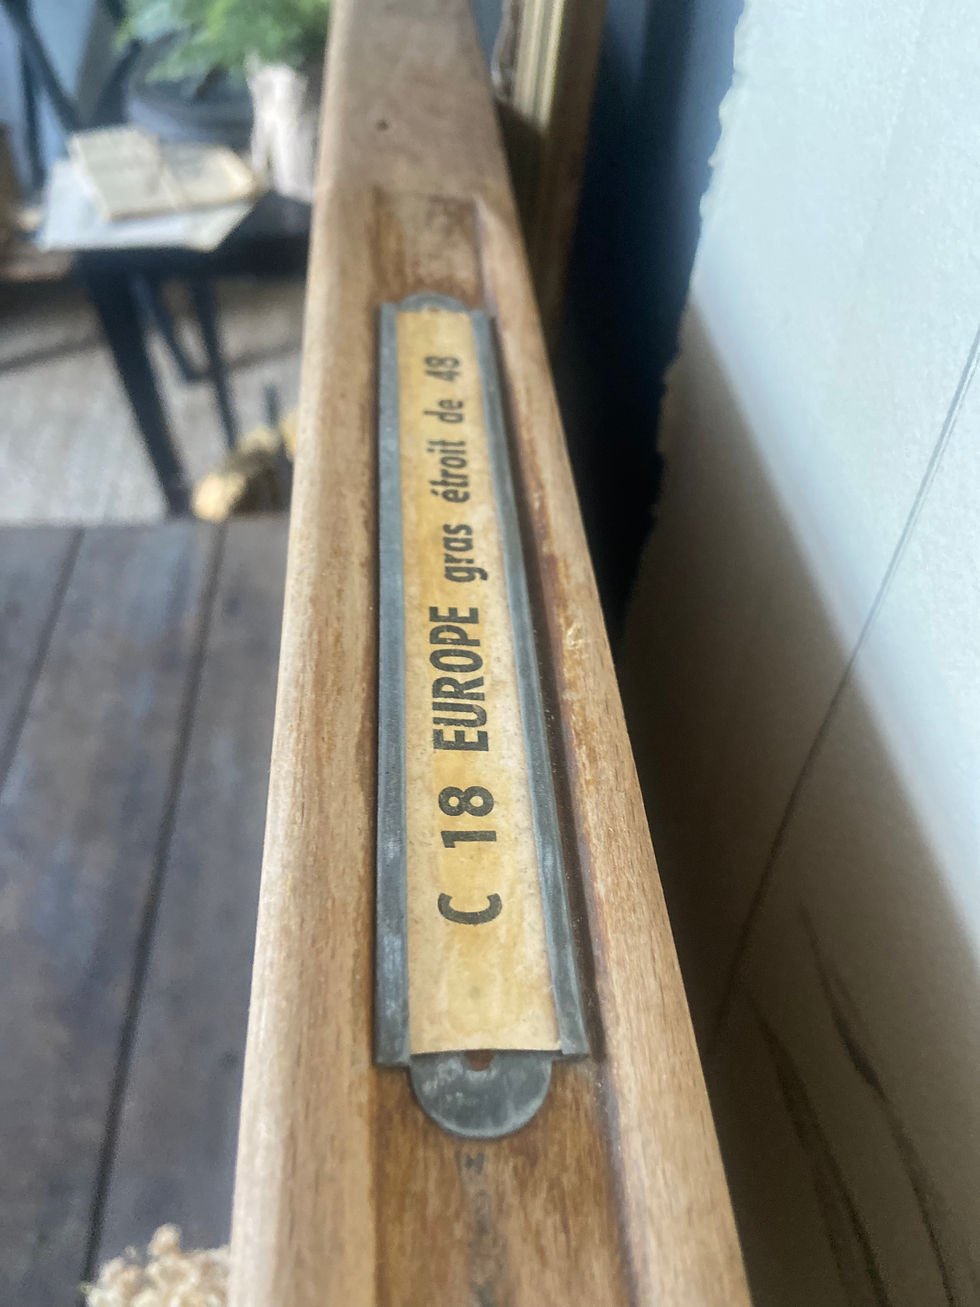 C 18 EUROPE gras étroit de 48